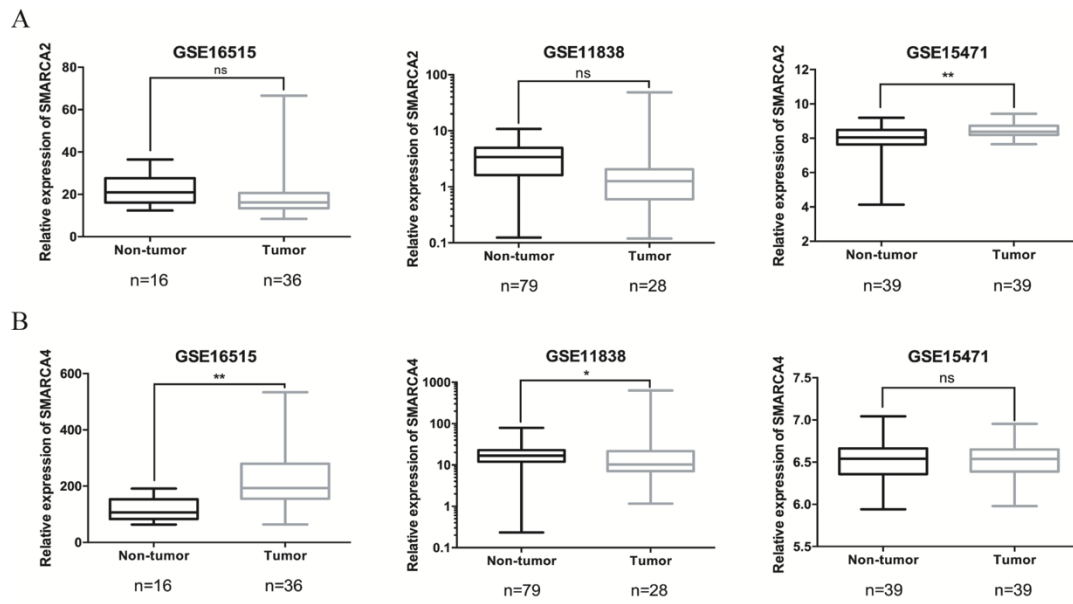 A
GSE16515
ns
Relative expression of SMARCA2
80
60
40
20
0
Non-tumor Tumor
n=16 n=36
GSE11838
ns
Relative expression of SMARCA2
100
10
1
0.1
Non-tumor Tumor
n=79 n=28
GSE15471
**
Relative expression of SMARCA2
12
10
8
6
4
2
Non-tumor Tumor
n=39 n=39
B
GSE16515
**
Relative expression of SMARCA4
600
400
200
0
Non-tumor Tumor
n=16 n=36
GSE11838
*
Relative expression of SMARCA4
1000
100
10
1
0.1
Non-tumor Tumor
n=79 n=28
GSE15471
ns
Relative expression of SMARCA4
7.5
7.0
6.5
6.0
5.5
Non-tumor Tumor
n=39 n=39